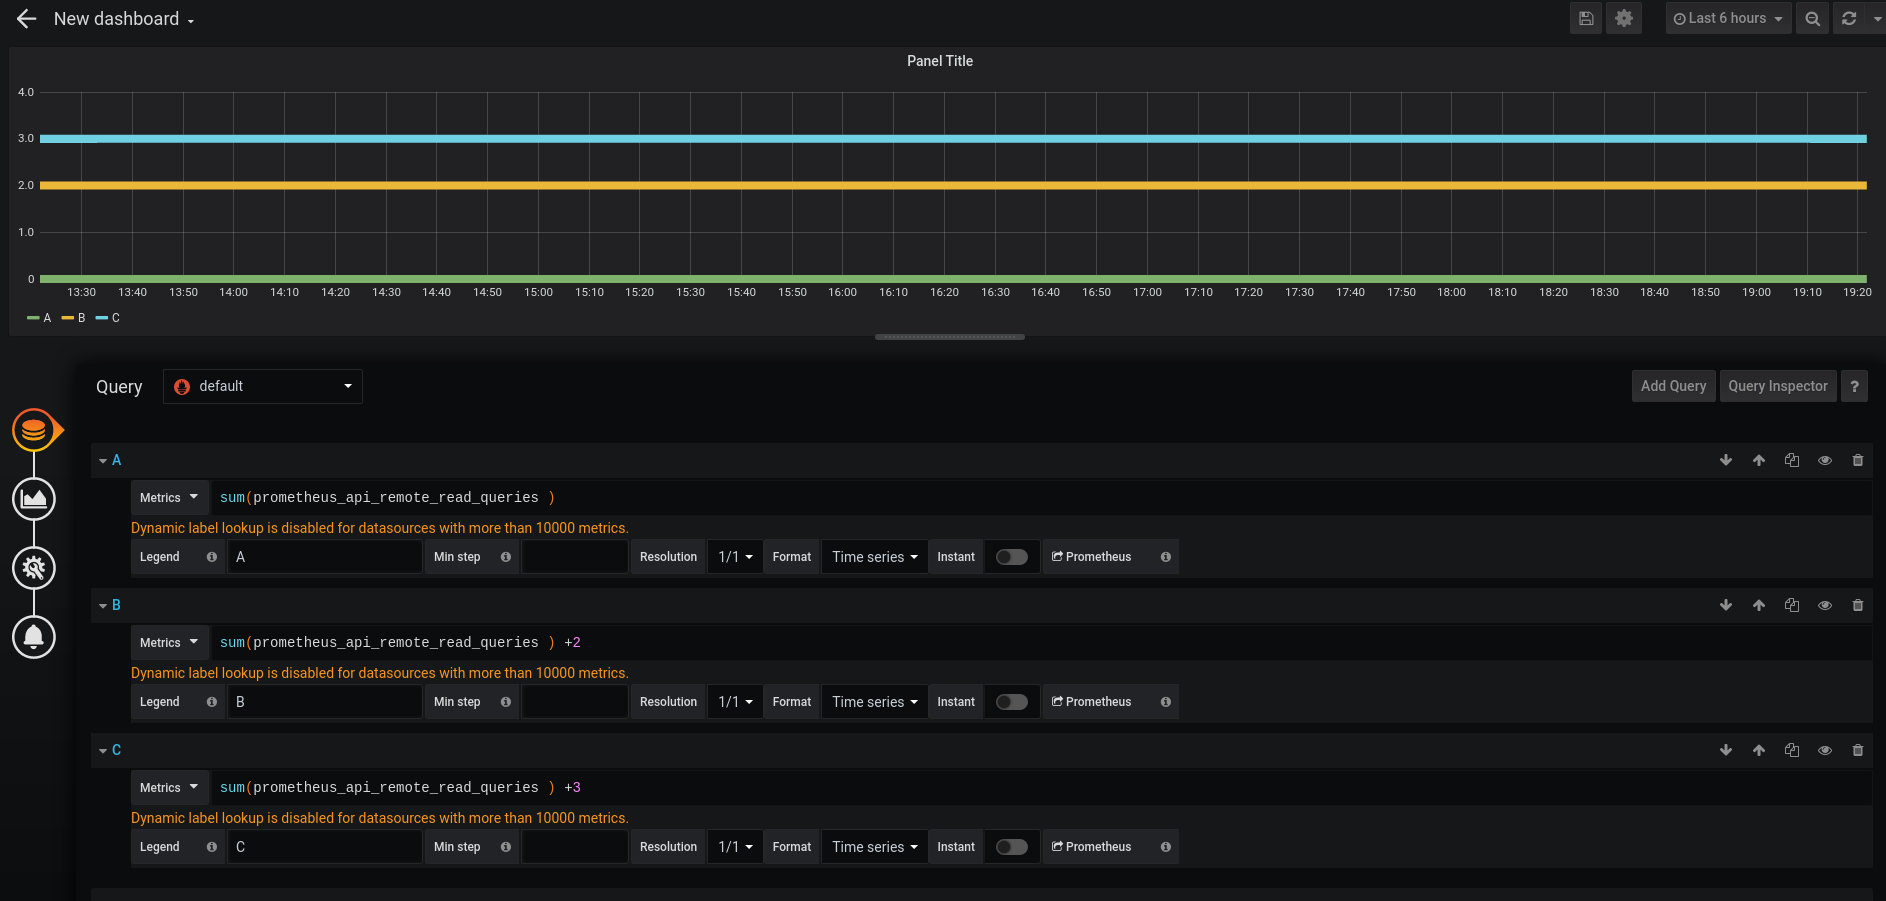 New dashboard
Last 6 hours
Panel Title
4.0
3.0
2.0
1.0
0
13:30 13:40 13:50 14:00 14:10 14:20 14:30 14:40 14:50 15:00 15:10 15:20 15:30 15:40 15:50 16:00 16:10 16:20 16:30 16:40 16:50 17:00 17:10 17:20 17:30 17:40 17:50 18:00 18:10 18:20 18:30 18:40 18:50 19:00 19:10 19:20
A B C
Query default Add Query Query Inspector ?
A
Metrics sum(prometheus_api_remote_read_queries )
Dynamic label lookup is disabled for datasources with more than 10000 metrics.
Legend A Min step Resolution 1/1 Format Time series Instant Prometheus
B
Metrics sum(prometheus_api_remote_read_queries ) +2
Dynamic label lookup is disabled for datasources with more than 10000 metrics.
Legend B Min step Resolution 1/1 Format Time series Instant Prometheus
C
Metrics sum(prometheus_api_remote_read_queries ) +3
Dynamic label lookup is disabled for datasources with more than 10000 metrics.
Legend C Min step Resolution 1/1 Format Time series Instant Prometheus